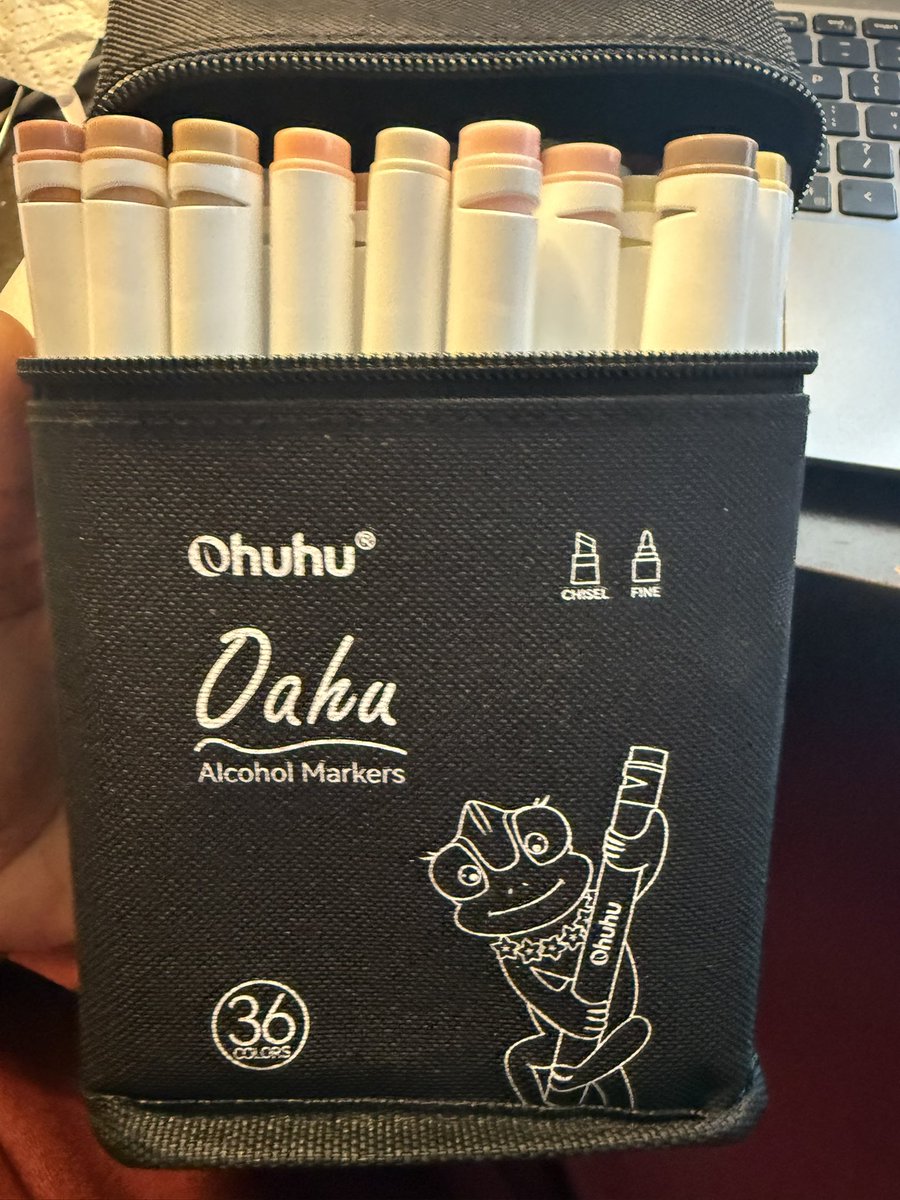 Ohuhu®
CHISEL FINE
Oahu
Alcohol Markers
Ohuhu
36
COLORS